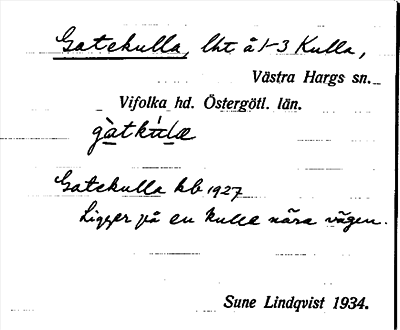 Gatekulla, lht å 1-3 Kulla,
Västra Hargs sn.
Vifolka hd. Östergötl. län.
gàtkúlæ
Gatekulla kb 1927
Ligger på en kulle nära vägen.
Sune Lindqvist 1934.